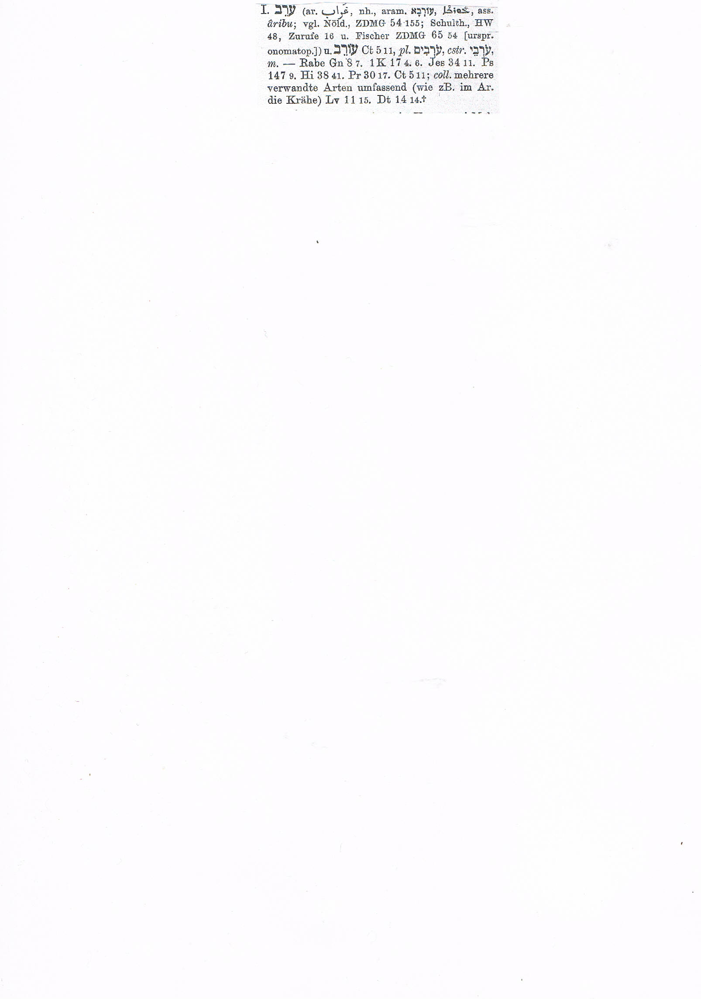 I. עֹרֵב (ar. غُراب, nh., aram. עוֹרְבָא, ܥܘܪܒܐ, ass.
âribu; vgl. Nöld., ZDMG 54 155; Schulth., HW
48, Zurufe 16 u. Fischer ZDMG 65 54 [urspr.
onomatop.]) u. עוֹרֵב Ct 5 11, pl. עֹרְבִים, cstr. עֹרְבֵי,
m. — Rabe Gn 8 7. 1 K 17 4. 6. Jes 34 11. Ps
147 9. Hi 38 41. Pr 30 17. Ct 5 11; coll. mehrere
verwandte Arten umfassend (wie zB. im Ar.
die Krähe) Lv 11 15. Dt 14 14.†